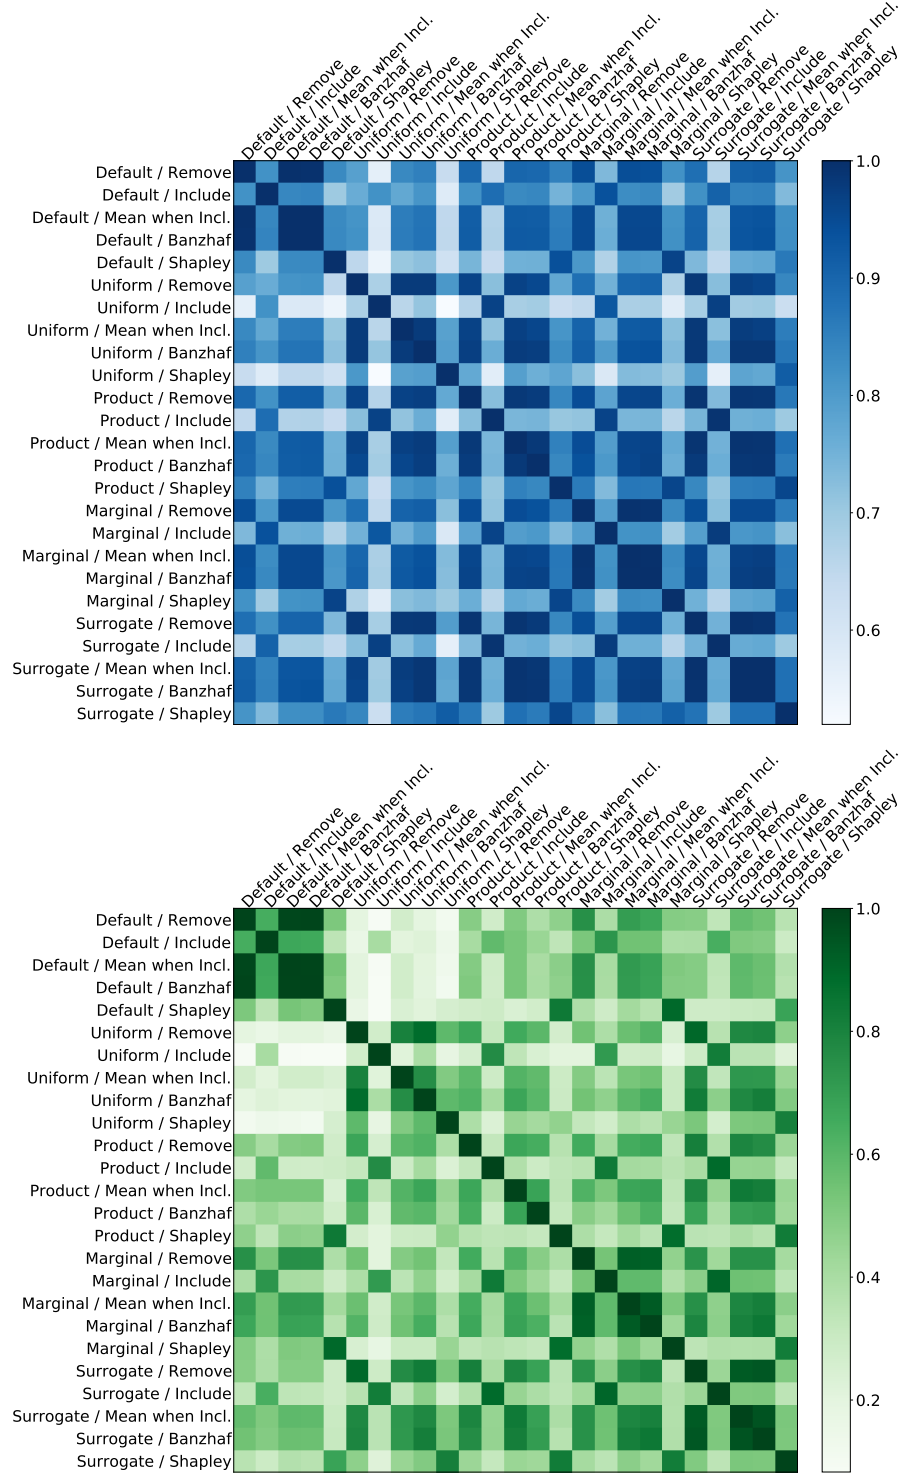 Default / Remove
Default / Include
Default / Mean when Incl.
Default / Banzhaf
Default / Shapley
Uniform / Remove
Uniform / Include
Uniform / Mean when Incl.
Uniform / Banzhaf
Uniform / Shapley
Product / Remove
Product / Include
Product / Mean when Incl.
Product / Banzhaf
Product / Shapley
Marginal / Remove
Marginal / Include
Marginal / Mean when Incl.
Marginal / Banzhaf
Marginal / Shapley
Surrogate / Remove
Surrogate / Include
Surrogate / Mean when Incl.
Surrogate / Banzhaf
Surrogate / Shapley
Default / Remove
Default / Include
Default / Mean when Incl.
Default / Banzhaf
Default / Shapley
Uniform / Remove
Uniform / Include
Uniform / Mean when Incl.
Uniform / Banzhaf
Uniform / Shapley
Product / Remove
Product / Include
Product / Mean when Incl.
Product / Banzhaf
Product / Shapley
Marginal / Remove
Marginal / Include
Marginal / Mean when Incl.
Marginal / Banzhaf
Marginal / Shapley
Surrogate / Remove
Surrogate / Include
Surrogate / Mean when Incl.
Surrogate / Banzhaf
Surrogate / Shapley
1.0
0.9
0.8
0.7
0.6
Default / Remove
Default / Include
Default / Mean when Incl.
Default / Banzhaf
Default / Shapley
Uniform / Remove
Uniform / Include
Uniform / Mean when Incl.
Uniform / Banzhaf
Uniform / Shapley
Product / Remove
Product / Include
Product / Mean when Incl.
Product / Banzhaf
Product / Shapley
Marginal / Remove
Marginal / Include
Marginal / Mean when Incl.
Marginal / Banzhaf
Marginal / Shapley
Surrogate / Remove
Surrogate / Include
Surrogate / Mean when Incl.
Surrogate / Banzhaf
Surrogate / Shapley
Default / Remove
Default / Include
Default / Mean when Incl.
Default / Banzhaf
Default / Shapley
Uniform / Remove
Uniform / Include
Uniform / Mean when Incl.
Uniform / Banzhaf
Uniform / Shapley
Product / Remove
Product / Include
Product / Mean when Incl.
Product / Banzhaf
Product / Shapley
Marginal / Remove
Marginal / Include
Marginal / Mean when Incl.
Marginal / Banzhaf
Marginal / Shapley
Surrogate / Remove
Surrogate / Include
Surrogate / Mean when Incl.
Surrogate / Banzhaf
Surrogate / Shapley
1.0
0.8
0.6
0.4
0.2